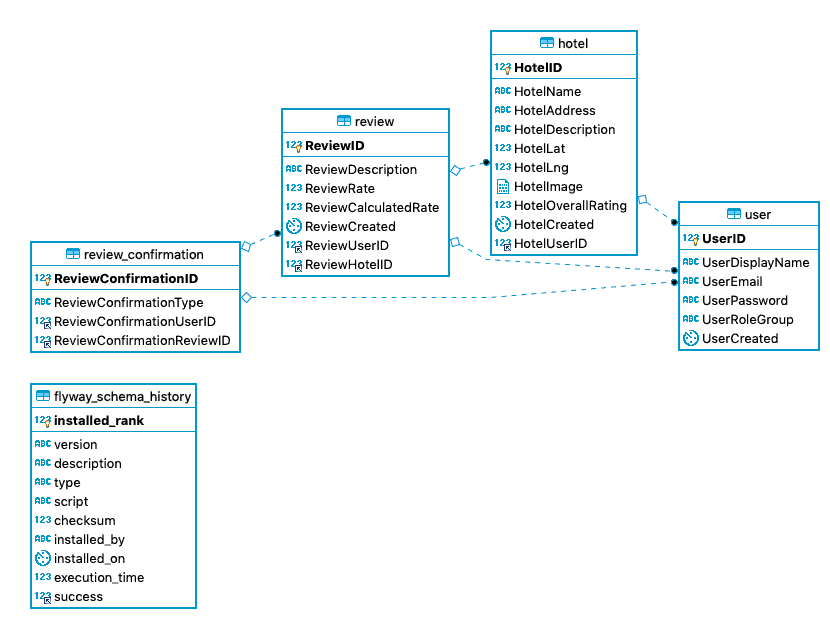 hotel
123 HotelID
ABC HotelName
ABC HotelAddress
ABC HotelDescription
123 HotelLat
123 HotelLng
HotelImage
123 HotelOverallRating
HotelCreated
123 HotelUserID
review
123 ReviewID
ABC ReviewDescription
123 ReviewRate
123 ReviewCalculatedRate
ReviewCreated
123 ReviewUserID
123 ReviewHotelID
user
123 UserID
ABC UserDisplayName
ABC UserEmail
ABC UserPassword
ABC UserRoleGroup
UserCreated
review_confirmation
123 ReviewConfirmationID
ABC ReviewConfirmationType
123 ReviewConfirmationUserID
123 ReviewConfirmationReviewID
flyway_schema_history
123 installed_rank
ABC version
ABC description
ABC type
ABC script
123 checksum
ABC installed_by
installed_on
123 execution_time
123 success